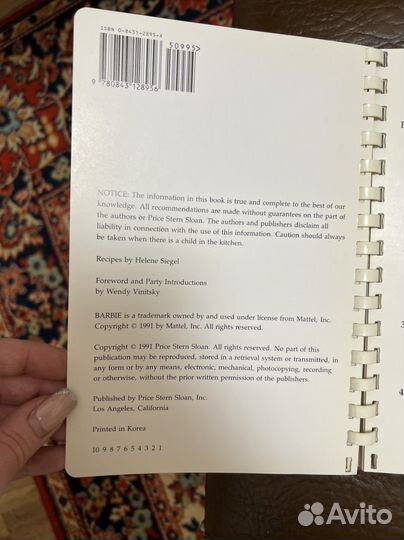 ISBN 0-8431-2895-X
50995>
9 780843 128956
NOTICE: The information in this book is true and complete to the best of our
knowledge. All recommendations are made without guarantees on the part of
the authors or Price Stern Sloan. The authors and publishers disclaim all
liability in connection with the use of this information. Caution should always
be taken when there is a child in the kitchen.
Recipes by Helene Siegel
Foreword and Party Introductions
by Wendy Vinitsky
BARBIE is a trademark owned by and used under license from Mattel, Inc.
Copyright © 1991 by Mattel, Inc. All rights reserved.
Copyright © 1991 Price Stern Sloan. All rights reserved. No part of this
publication may be reproduced, stored in a retrieval system or transmitted, in
any form or by any means, electronic, mechanical, photocopying, recording
or otherwise, without the prior written permission of the publishers.
Published by Price Stern Sloan, Inc.
Los Angeles, California
Printed in Korea
10 9 8 7 6 5 4 3 2 1
3
4
Avito